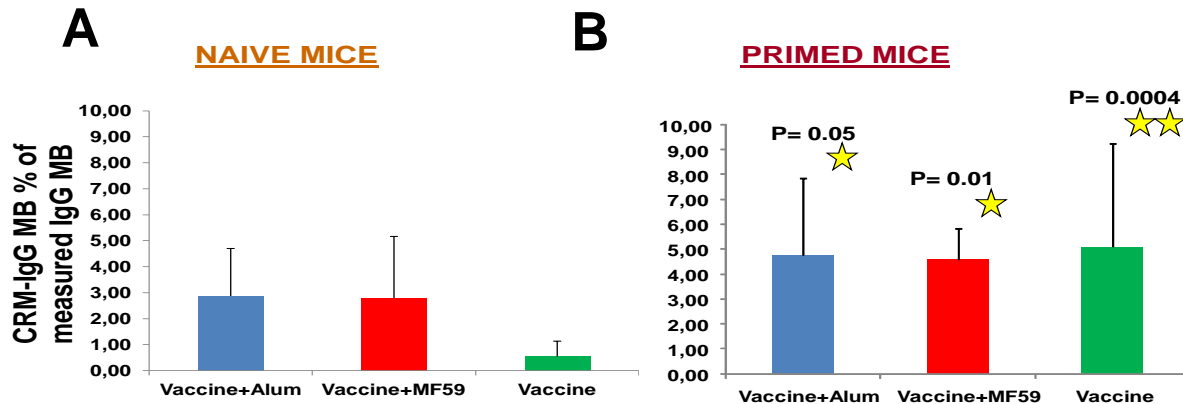 A
NAIVE MICE
CRM-IgG MB % of
measured IgG MB
10,00
9,00
8,00
7,00
6,00
5,00
4,00
3,00
2,00
1,00
0,00
Vaccine+Alum Vaccine+MF59 Vaccine
B
PRIMED MICE
P= 0.05
P= 0.01
P= 0.0004
10,00
9,00
8,00
7,00
6,00
5,00
4,00
3,00
2,00
1,00
0,00
Vaccine+Alum Vaccine+MF59 Vaccine